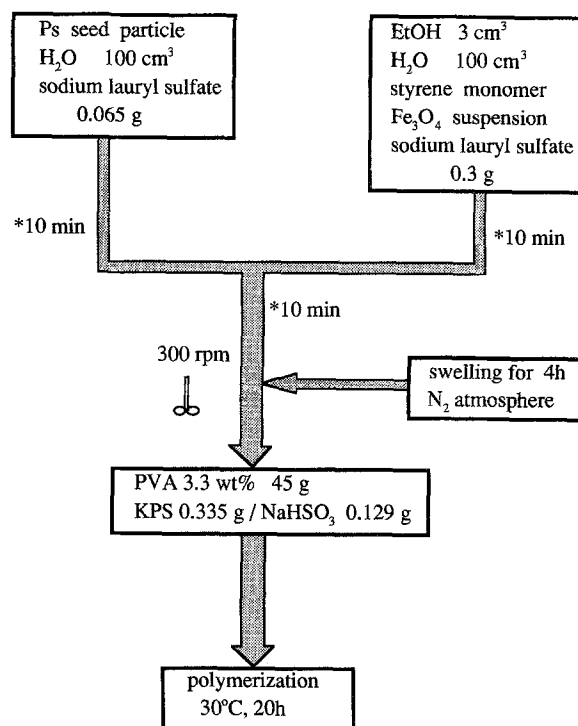 Ps seed particle
H₂O 100 cm³
sodium lauryl sulfate
0.065 g
EtOH 3 cm³
H₂O 100 cm³
styrene monomer
Fe₃O₄ suspension
sodium lauryl sulfate
0.3 g
*10 min
*10 min
*10 min
300 rpm
swelling for 4h
N₂ atmosphere
PVA 3.3 wt% 45 g
KPS 0.335 g / NaHSO₃ 0.129 g
polymerization
30°C, 20h